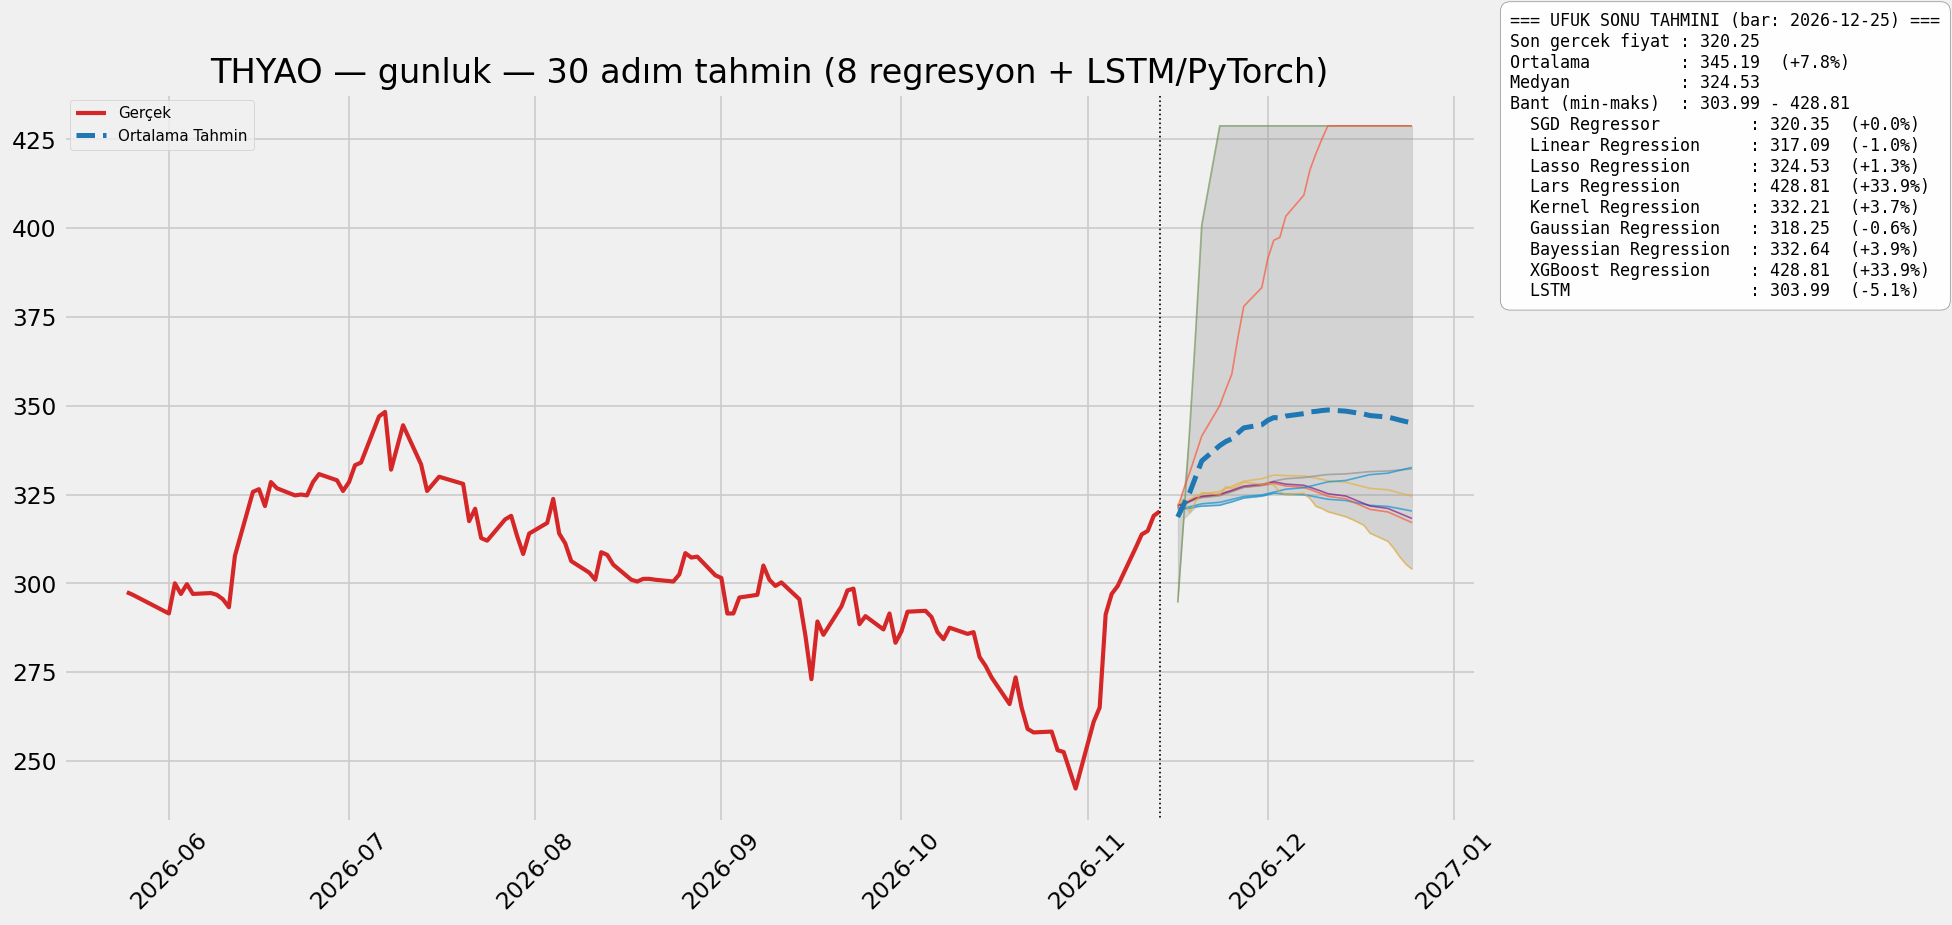 THYAO — gunluk — 30 adım tahmin (8 regresyon + LSTM/PyTorch)
Gerçek
Ortalama Tahmin
425
400
375
350
325
300
275
250
2026-06
2026-07
2026-08
2026-09
2026-10
2026-11
2026-12
2027-01
=== UFUK SONU TAHMINI (bar: 2026-12-25) ===
Son gercek fiyat : 320.25
Ortalama : 345.19 (+7.8%)
Medyan : 324.53
Bant (min-maks) : 303.99 - 428.81
SGD Regressor : 320.35 (+0.0%)
Linear Regression : 317.09 (-1.0%)
Lasso Regression : 324.53 (+1.3%)
Lars Regression : 428.81 (+33.9%)
Kernel Regression : 332.21 (+3.7%)
Gaussian Regression : 318.25 (-0.6%)
Bayessian Regression : 332.64 (+3.9%)
XGBoost Regression : 428.81 (+33.9%)
LSTM : 303.99 (-5.1%)